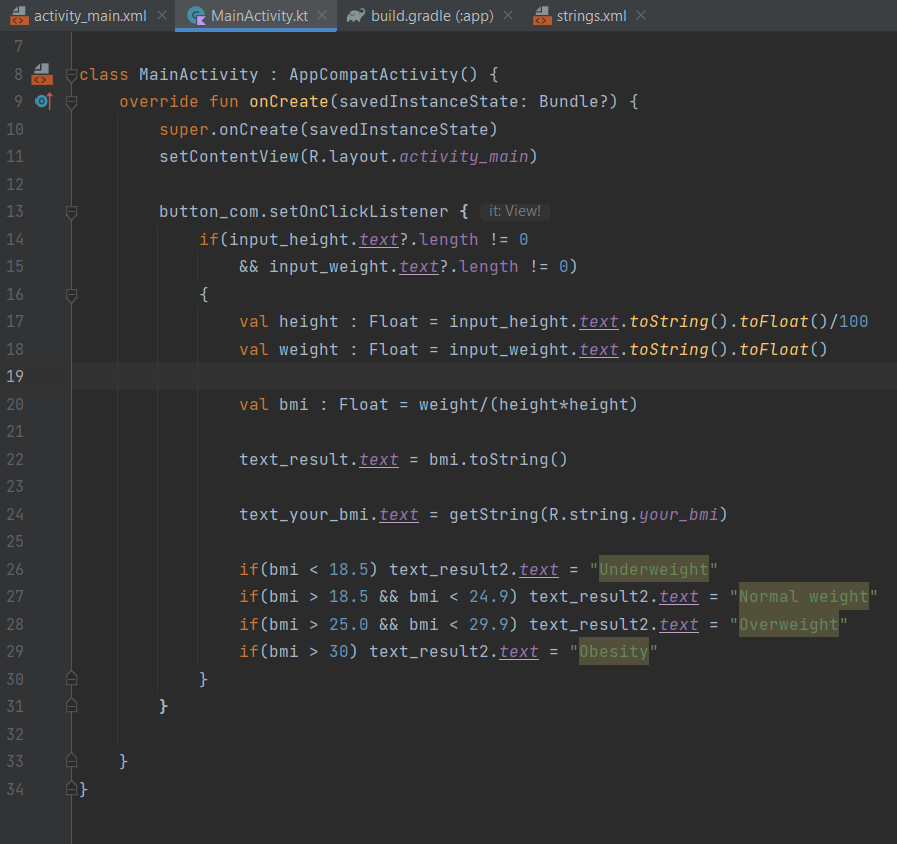 activity_main.xml MainActivity.kt build.gradle (:app) strings.xml
7
8 class MainActivity : AppCompatActivity() {
9 override fun onCreate(savedInstanceState: Bundle?) {
10 super.onCreate(savedInstanceState)
11 setContentView(R.layout.activity_main)
12
13 button_com.setOnClickListener { it: View!
14 if(input_height.text?.length != 0
15 && input_weight.text?.length != 0)
16 {
17 val height : Float = input_height.text.toString().toFloat()/100
18 val weight : Float = input_weight.text.toString().toFloat()
19
20 val bmi : Float = weight/(height*height)
21
22 text_result.text = bmi.toString()
23
24 text_your_bmi.text = getString(R.string.your_bmi)
25
26 if(bmi < 18.5) text_result2.text = "Underweight"
27 if(bmi > 18.5 && bmi < 24.9) text_result2.text = "Normal weight"
28 if(bmi > 25.0 && bmi < 29.9) text_result2.text = "Overweight"
29 if(bmi > 30) text_result2.text = "Obesity"
30 }
31 }
32
33 }
34 }